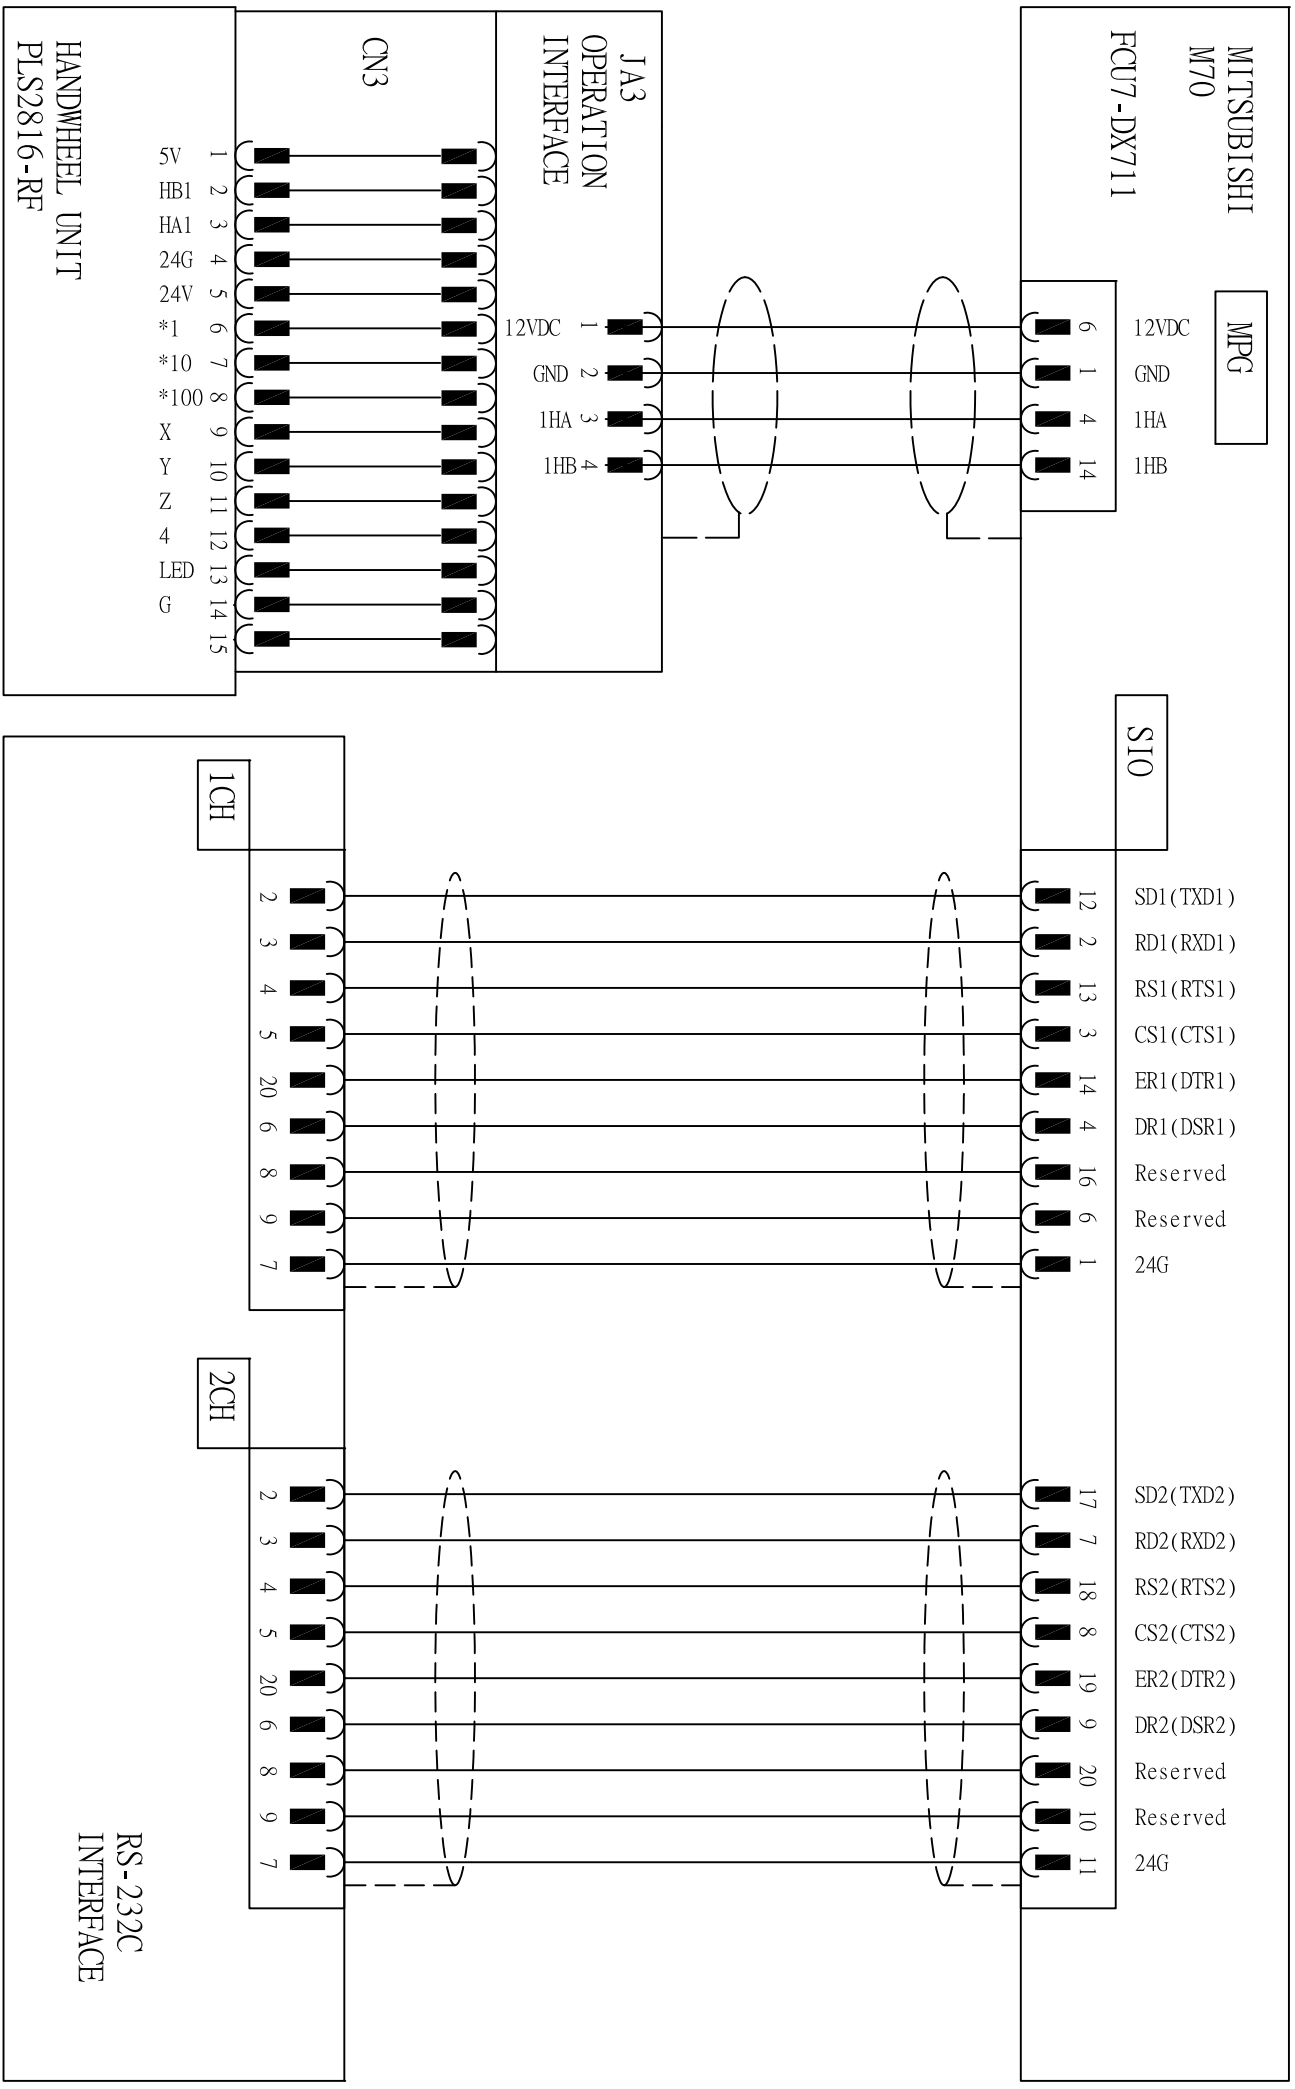 MITSUBISHI
M70
FCU7-DX711
MPG
6 12VDC
1 GND
4 1HA
14 1HB
JA3
OPERATION
INTERFACE
12VDC 1
GND 2
1HA 3
1HB 4
CN3
5V 1
HB1 2
HA1 3
24G 4
24V 5
*1 6
*10 7
*100 8
X 9
Y 10
Z 11
4 12
LED 13
G 14
15
HANDWHEEL UNIT
PLS2816-RF
SIO
12 SD1(TXD1)
2 RD1(RXD1)
13 RS1(RTS1)
3 CS1(CTS1)
14 ER1(DTR1)
4 DR1(DSR1)
16 Reserved
6 Reserved
1 24G
17 SD2(TXD2)
7 RD2(RXD2)
18 RS2(RTS2)
8 CS2(CTS2)
19 ER2(DTR2)
9 DR2(DSR2)
20 Reserved
10 Reserved
11 24G
1CH
2
3
4
5
20
6
8
9
7
2CH
2
3
4
5
20
6
8
9
7
RS-232C
INTERFACE